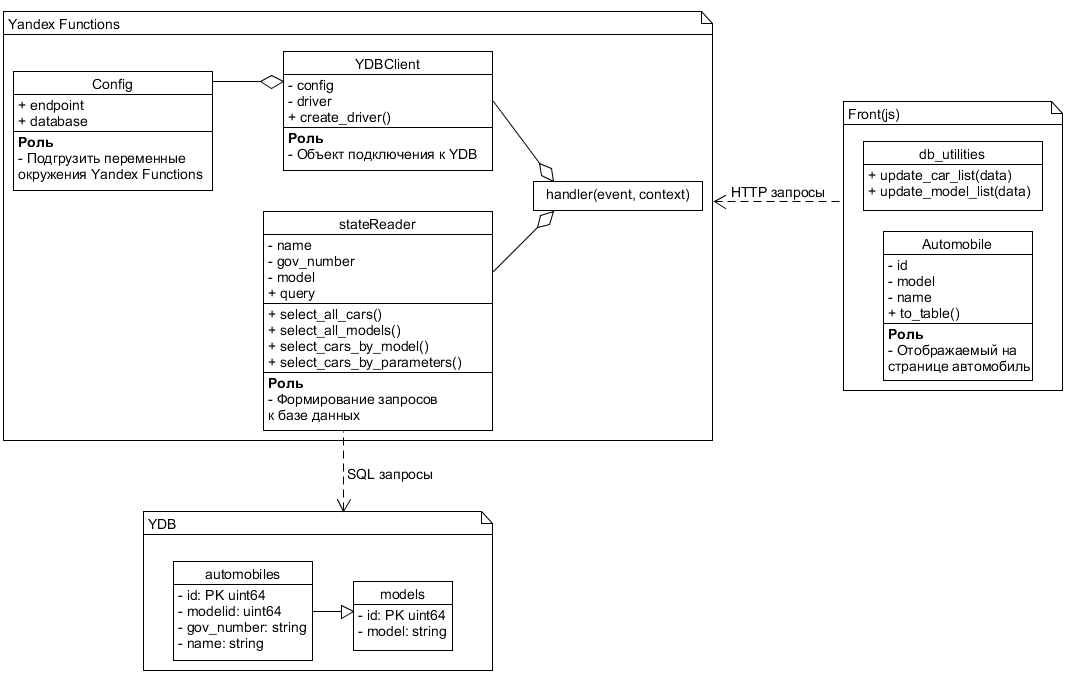 Yandex Functions
Config
+ endpoint
+ database
Роль
- Подгрузить переменные
окружения Yandex Functions
YDBClient
- config
- driver
+ create_driver()
Роль
- Объект подключения к YDB
handler(event, context)
stateReader
- name
- gov_number
- model
+ query
+ select_all_cars()
+ select_all_models()
+ select_cars_by_model()
+ select_cars_by_parameters()
Роль
- Формирование запросов
к базе данных
HTTP запросы
Front(js)
db_utilities
+ update_car_list(data)
+ update_model_list(data)
Automobile
- id
- model
- name
+ to_table()
Роль
- Отображаемый на
странице автомобиль
SQL запросы
YDB
automobiles
- id: PK uint64
- modelid: uint64
- gov_number: string
- name: string
models
- id: PK uint64
- model: string